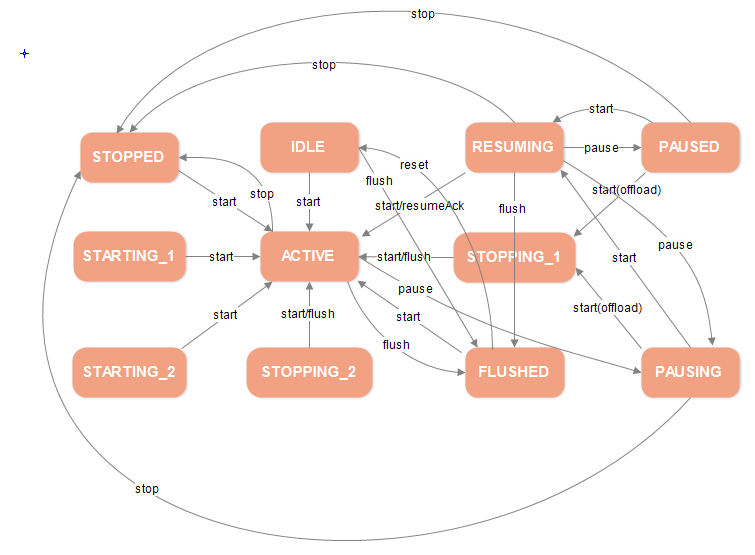 stop
stop
start
IDLE
RESUMING
pause
PAUSED
STOPPED
reset
flush
start(offload)
stop
start
start
start/resumeAck
flush
pause
STARTING_1
start
ACTIVE
start/flush
STOPPING_1
start
pause
start
start/flush
start
start(offload)
flush
STARTING_2
STOPPING_2
FLUSHED
PAUSING
stop